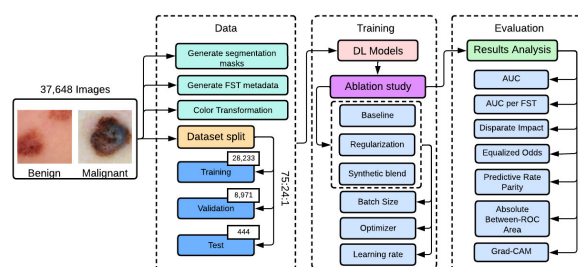 37,648 Images
Benign
Malignant
Data
Generate segmentation
masks
Generate FST metadata
Color Transformation
Dataset split
28,233
Training
8,971
Validation
444
Test
75:24:1
Training
DL Models
Ablation study
Baseline
Regularization
Synthetic blend
Batch Size
Optimizer
Learning rate
Evaluation
Results Analysis
AUC
AUC per FST
Disparate Impact
Equalized Odds
Predictive Rate
Parity
Absolute
Between-ROC
Area
Grad-CAM